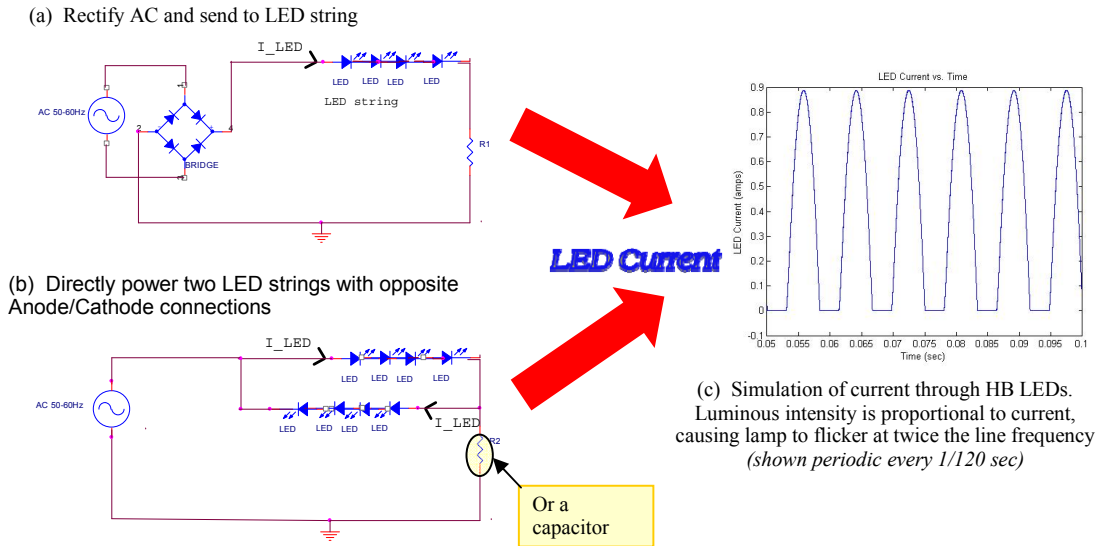 (a) Rectify AC and send to LED string
I_LED
LED LED LED LED
LED string
AC 50-60Hz
1
2
4
3
BRIDGE
R1
(b) Directly power two LED strings with opposite
Anode/Cathode connections
I_LED
LED LED LED LED
AC 50-60Hz
I_LED
LED LED LED LED
R2
Or a
capacitor
LED Current
LED Current vs. Time
LED Current (amps)
0.9
0.8
0.7
0.6
0.5
0.4
0.3
0.2
0.1
0
-0.1
0.05 0.055 0.06 0.065 0.07 0.075 0.08 0.085 0.09 0.095 0.1
Time (sec)
(c) Simulation of current through HB LEDs.
Luminous intensity is proportional to current,
causing lamp to flicker at twice the line frequency
(shown periodic every 1/120 sec)